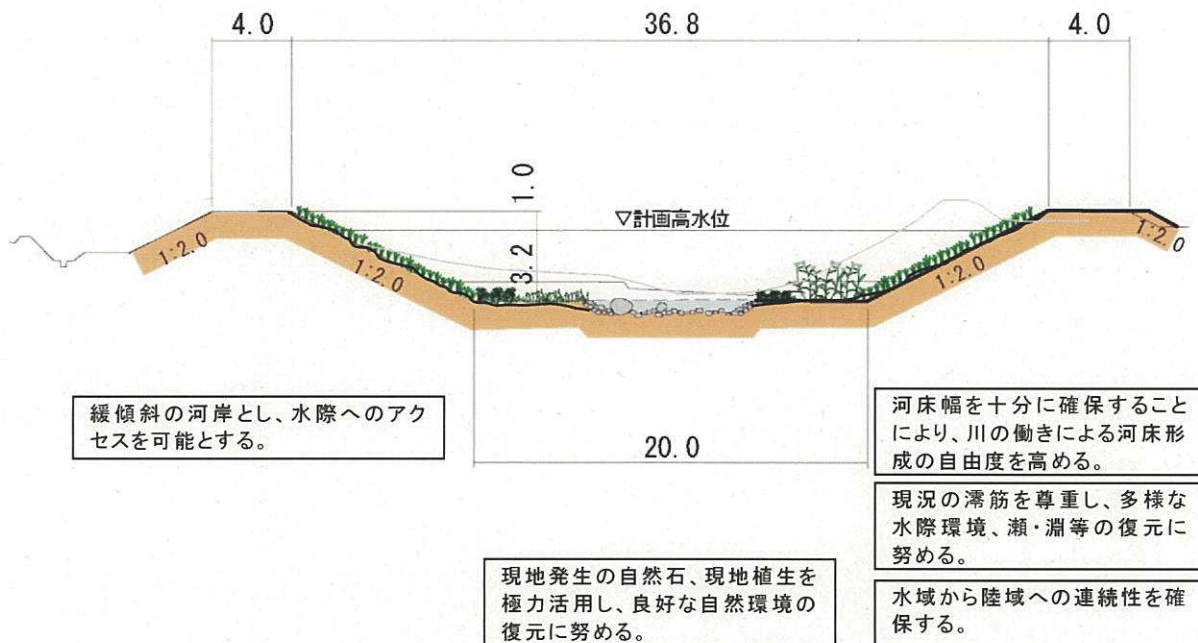 4.0
36.8
4.0
1.0
▽計画高水位
3.2
1:2.0
1:2.0
1:2.0
1:2.0
20.0
緩傾斜の河岸とし、水際へのアク
セスを可能とする。
現地発生の自然石、現地植生を
極力活用し、良好な自然環境の
復元に努める。
河床幅を十分に確保すること
により、川の働きによる河床形
成の自由度を高める。
現況の澪筋を尊重し、多様な
水際環境、瀬・淵等の復元に
努める。
水域から陸域への連続性を確
保する。